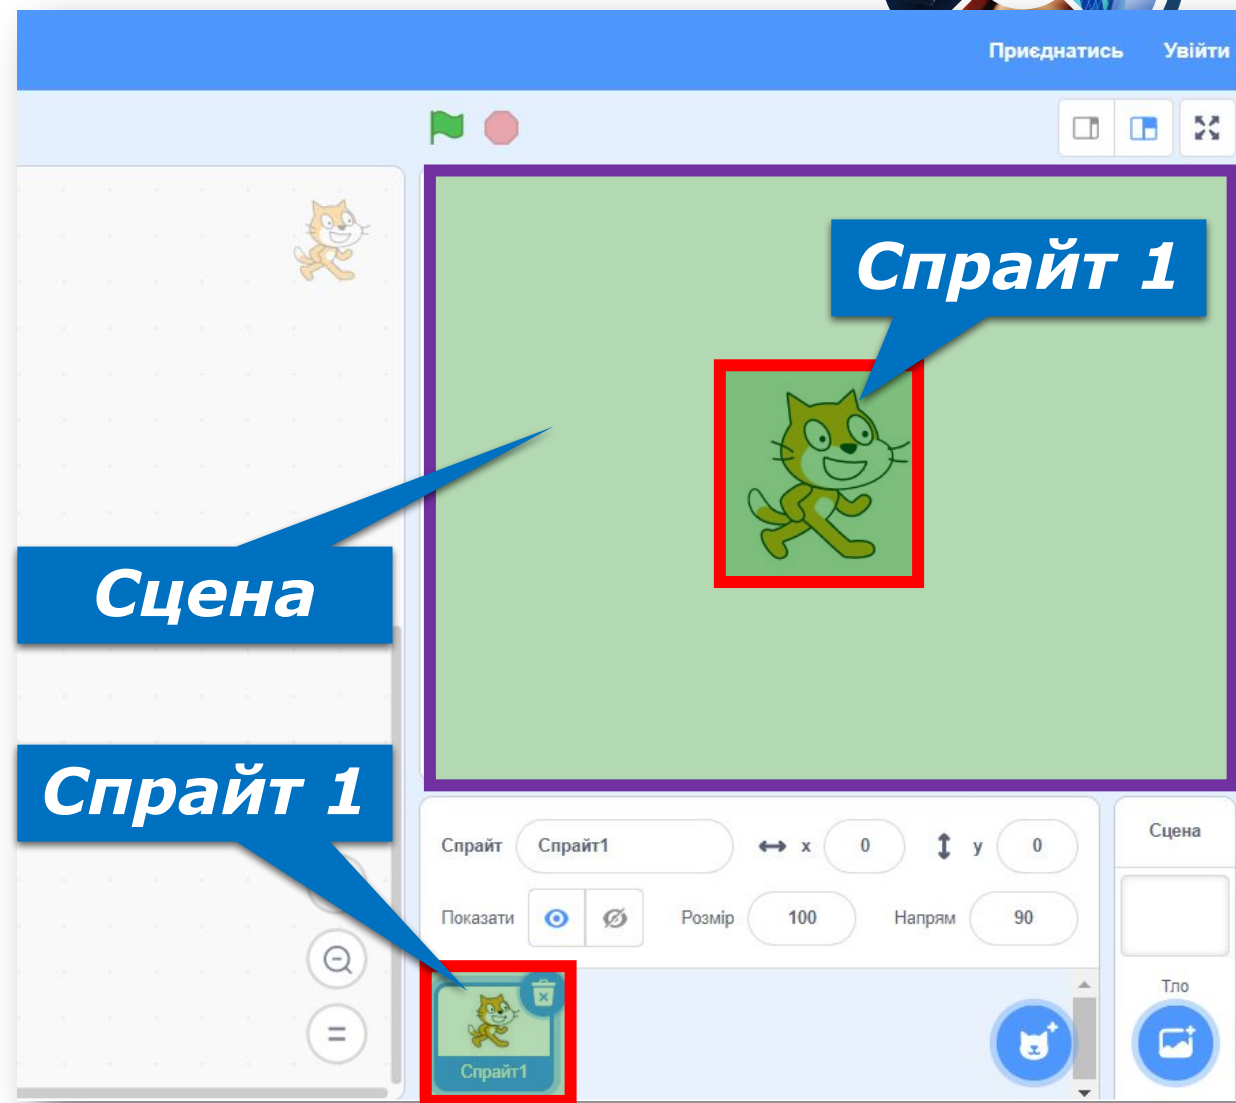 Приєднатись Увійти
Спрайт 1
Сцена
Спрайт 1
Спрайт Спрайт1 x 0 y 0
Сцена
Показати Розмір 100 Напрям 90
Тло
Спрайт1